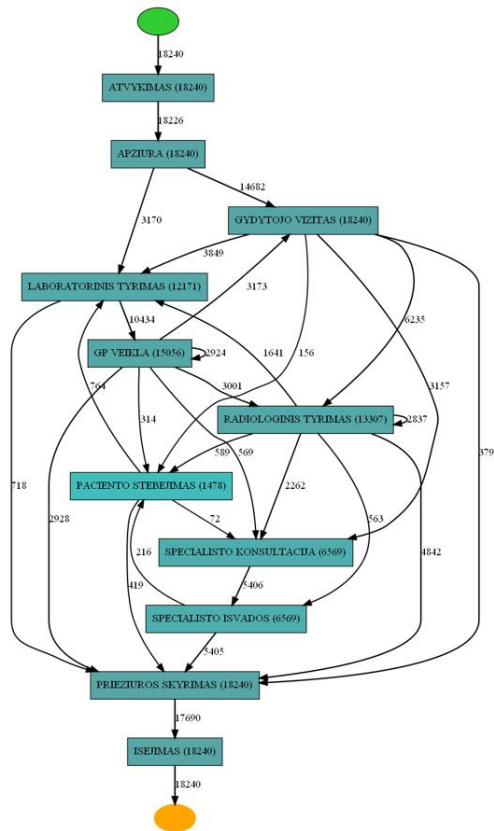 18240
ATVYKIMAS (18240)
18226
APZIURA (18240)
14682
3170
GYDYTOJO VIZITAS (18240)
3849
LABORATORINIS TYRIMAS (12171)
3173
6235
10434
1641
156
GP VEIKLA (15056)
2924
3157
764
3001
379
314
RADIOLOGINIS TYRIMAS (13307)
2837
589
569
PACIENTO STEBEJIMAS (1478)
2262
718
2928
72
563
216
SPECIALISTO KONSULTACIJA (6569)
4842
419
5406
SPECIALISTO ISVADOS (6569)
5405
PRIEZIUROS SKYRIMAS (18240)
17690
ISEJIMAS (18240)
18240